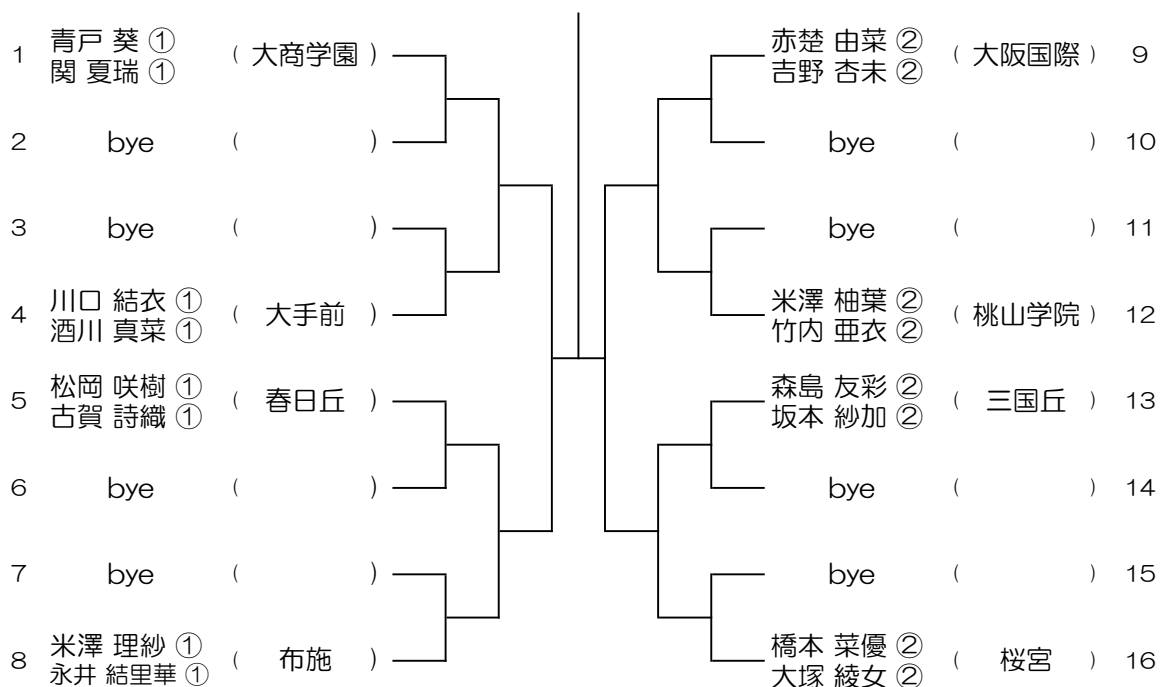 1 青戸 葵 ① ( 大商学園 )
関 夏瑞 ①
2 bye ( )
3 bye ( )
4 川口 結衣 ① ( 大手前 )
酒川 真菜 ①
5 松岡 咲樹 ① ( 春日丘 )
古賀 詩織 ①
6 bye ( )
7 bye ( )
8 米澤 理紗 ① ( 布施 )
永井 結里華 ①
赤楚 由菜 ② ( 大阪国際 ) 9
吉野 杏未 ②
bye ( ) 10
bye ( ) 11
米澤 柚葉 ② ( 桃山学院 ) 12
竹内 亜衣 ②
森島 友彩 ② ( 三国丘 ) 13
坂本 紗加 ②
bye ( ) 14
bye ( ) 15
橋本 菜優 ② ( 桜宮 ) 16
大塚 綾女 ②